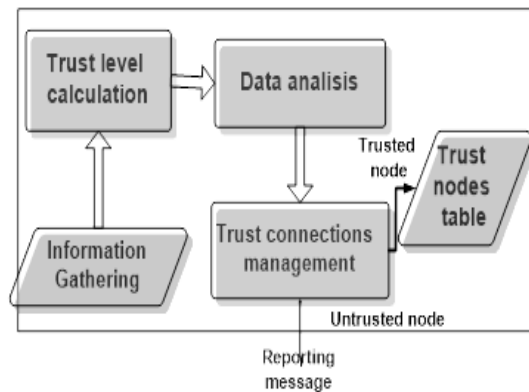 Trust level
calculation
Data analisis
Trusted
node
Trust
nodes
table
Information
Gathering
Trust connections
management
Untrusted node
Reporting
message